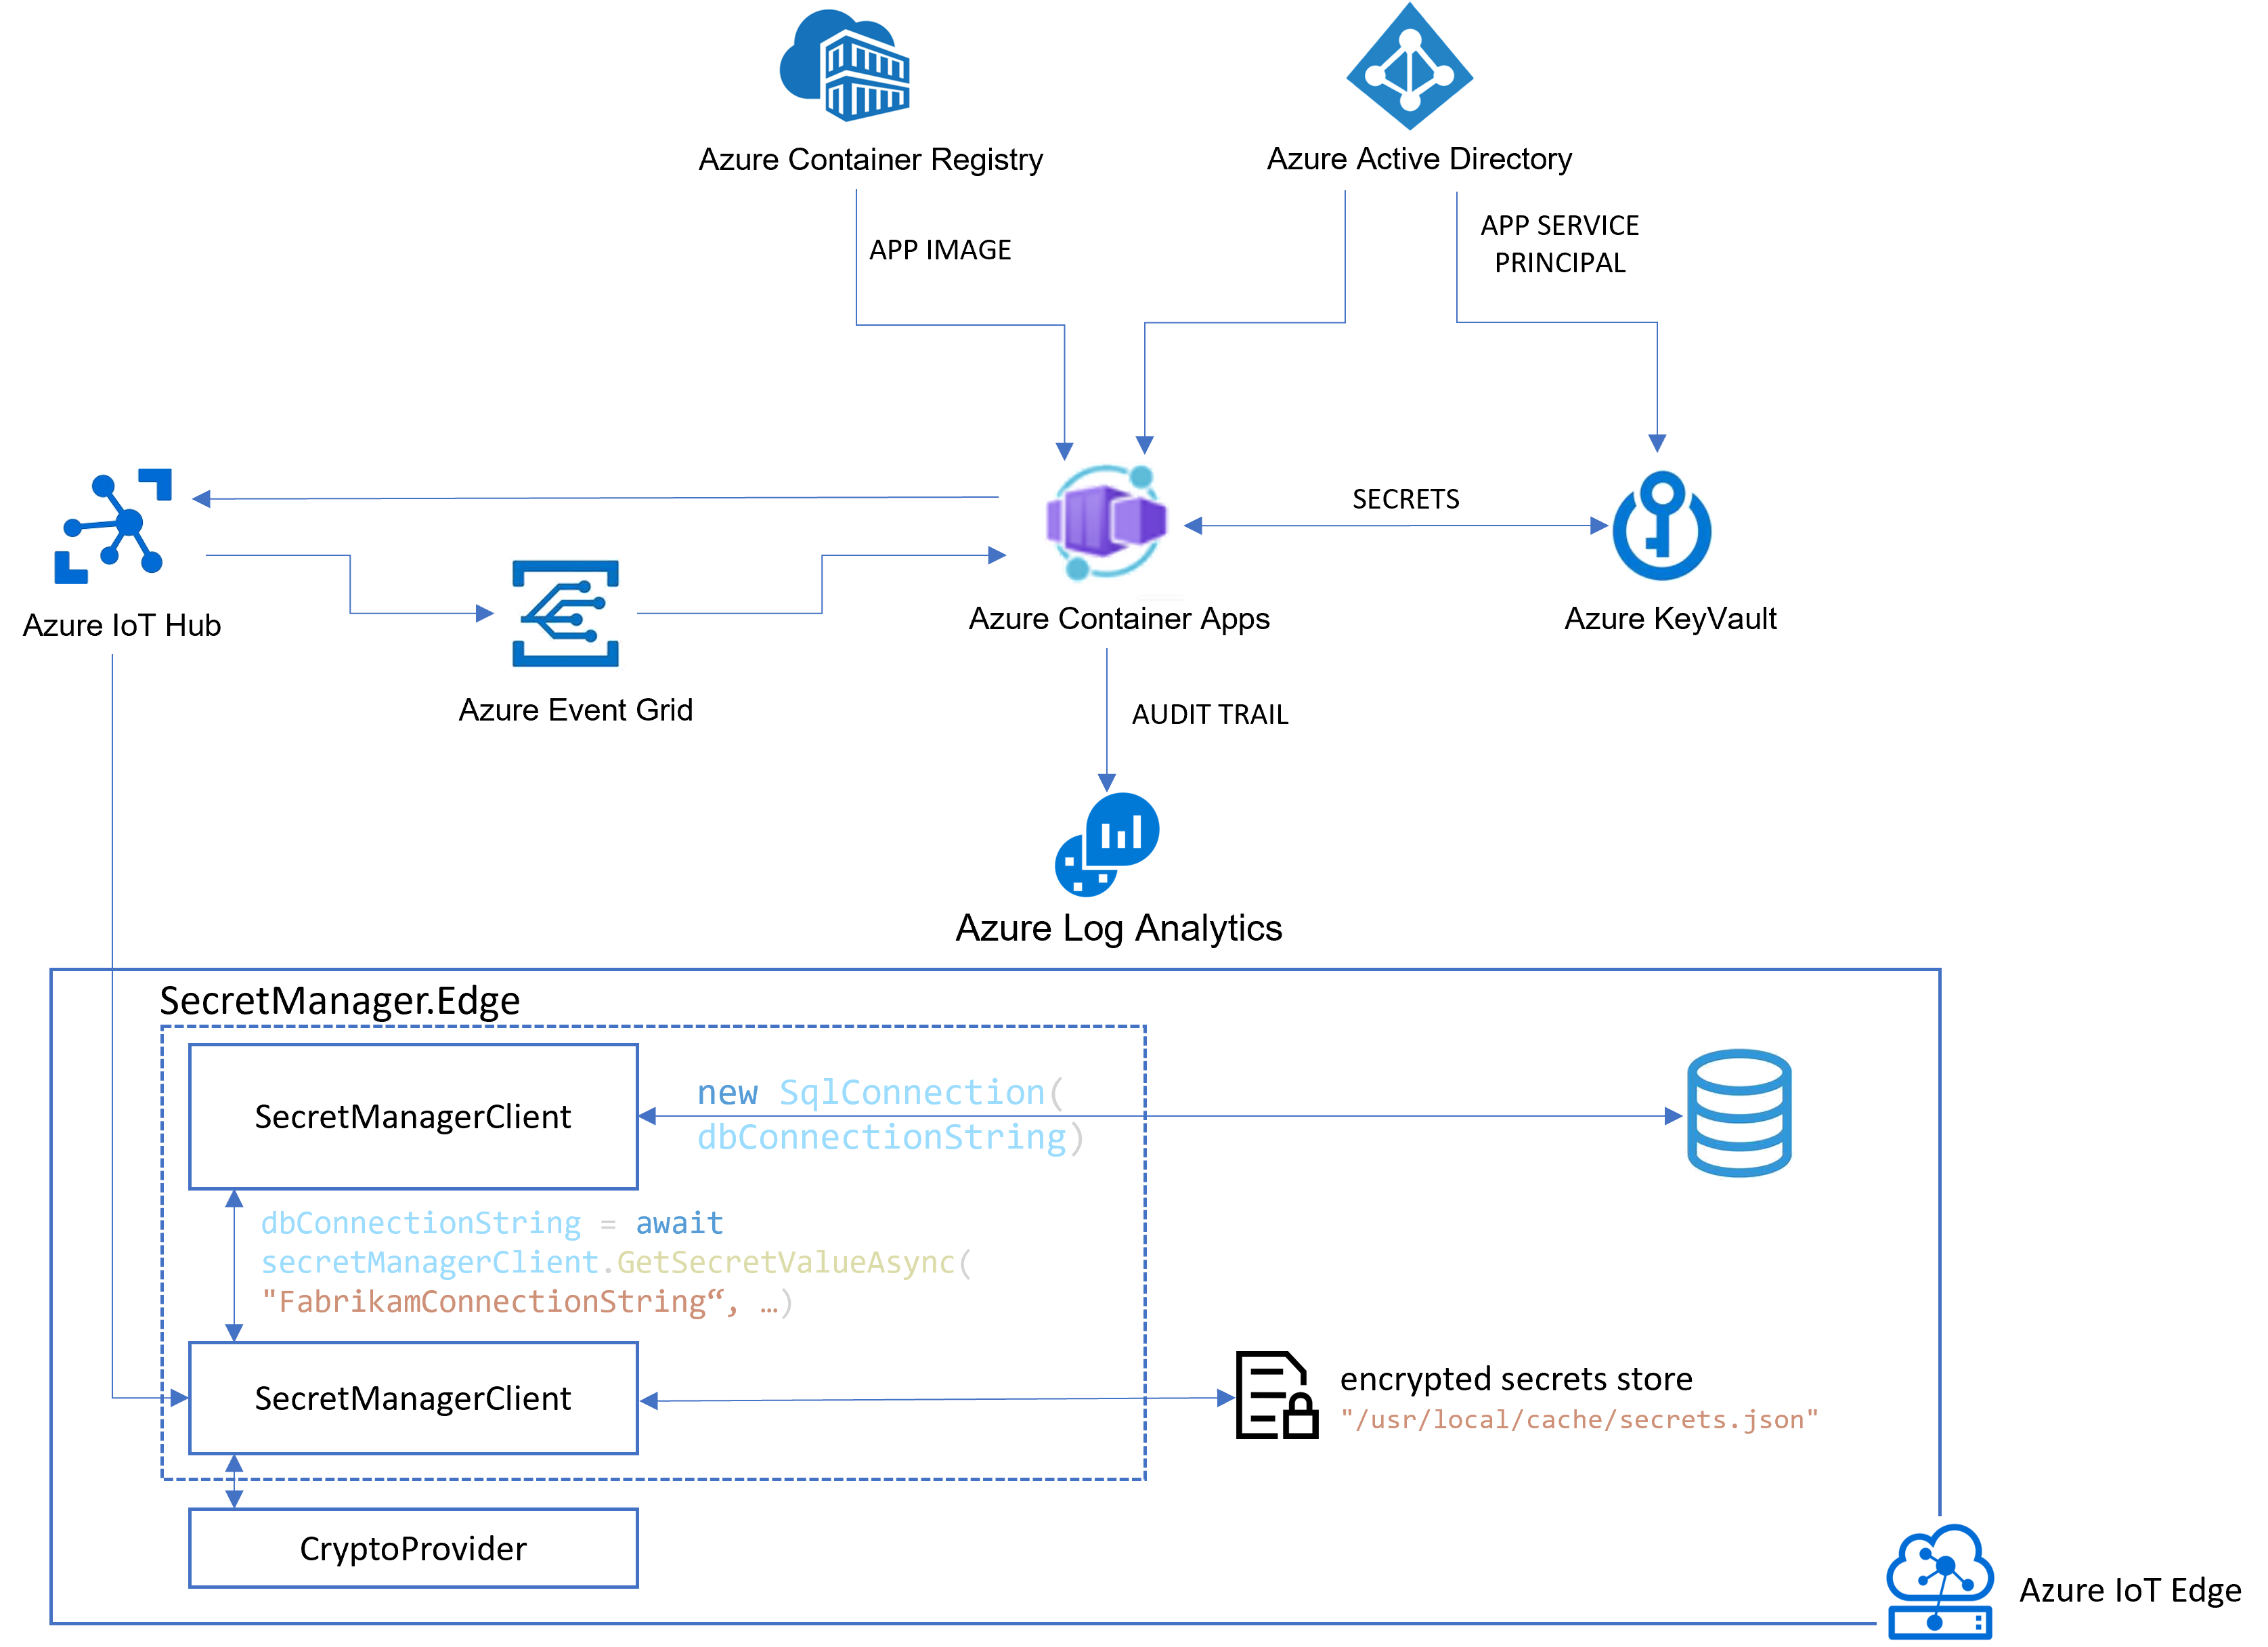 Azure Container Registry
Azure Active Directory
APP IMAGE
APP SERVICE
PRINCIPAL
SECRETS
Azure IoT Hub
Azure Event Grid
Azure Container Apps
Azure KeyVault
AUDIT TRAIL
Azure Log Analytics
SecretManager.Edge
SecretManagerClient
new SqlConnection(
dbConnectionString)
dbConnectionString = await
secretManagerClient.GetSecretValueAsync(
"FabrikamConnectionString“, …)
SecretManagerClient
encrypted secrets store
"/usr/local/cache/secrets.json"
CryptoProvider
Azure IoT Edge